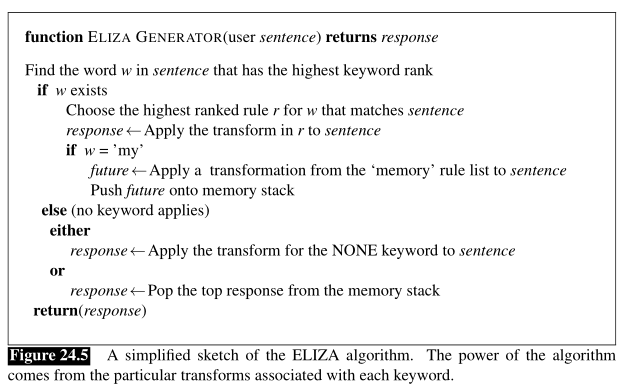 function ELIZA GENERATOR(user sentence) returns response
Find the word w in sentence that has the highest keyword rank
if w exists
Choose the highest ranked rule r for w that matches sentence
response ← Apply the transform in r to sentence
if w = 'my'
future ← Apply a transformation from the ‘memory’ rule list to sentence
Push future onto memory stack
else (no keyword applies)
either
response ← Apply the transform for the NONE keyword to sentence
or
response ← Pop the top response from the memory stack
return(response)
Figure 24.5 A simplified sketch of the ELIZA algorithm. The power of the algorithm
comes from the particular transforms associated with each keyword.